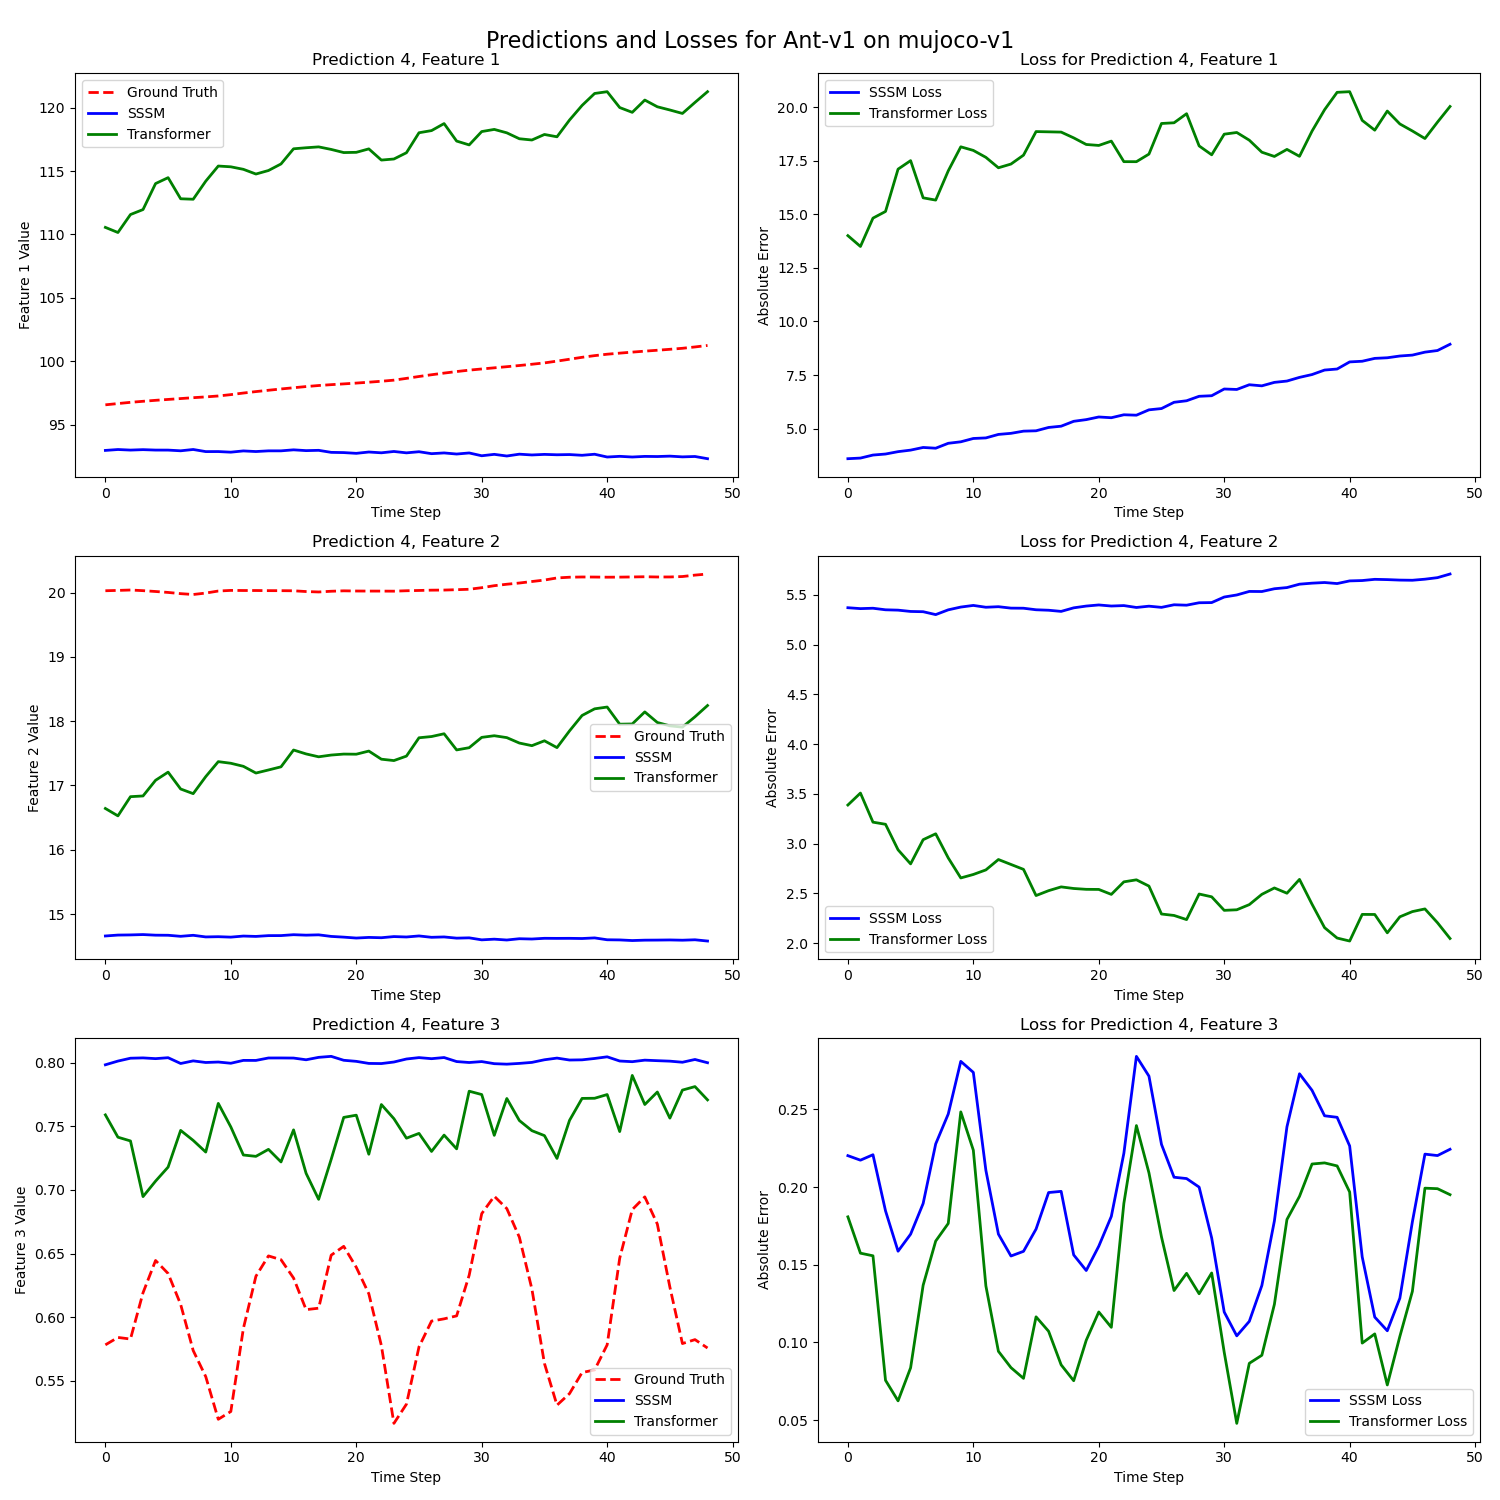 Predictions and Losses for Ant-v1 on mujoco-v1
Prediction 4, Feature 1
Ground Truth
SSSM
Transformer
120
115
110
105
100
95
Feature 1 Value
0 10 20 30 40 50
Time Step
Loss for Prediction 4, Feature 1
SSSM Loss
Transformer Loss
20.0
17.5
15.0
12.5
10.0
7.5
5.0
Absolute Error
0 10 20 30 40 50
Time Step
Prediction 4, Feature 2
Ground Truth
SSSM
Transformer
20
19
18
17
16
15
Feature 2 Value
0 10 20 30 40 50
Time Step
Loss for Prediction 4, Feature 2
SSSM Loss
Transformer Loss
5.5
5.0
4.5
4.0
3.5
3.0
2.5
2.0
Absolute Error
0 10 20 30 40 50
Time Step
Prediction 4, Feature 3
Ground Truth
SSSM
Transformer
0.80
0.75
0.70
0.65
0.60
0.55
Feature 3 Value
0 10 20 30 40 50
Time Step
Loss for Prediction 4, Feature 3
SSSM Loss
Transformer Loss
0.25
0.20
0.15
0.10
0.05
Absolute Error
0 10 20 30 40 50
Time Step